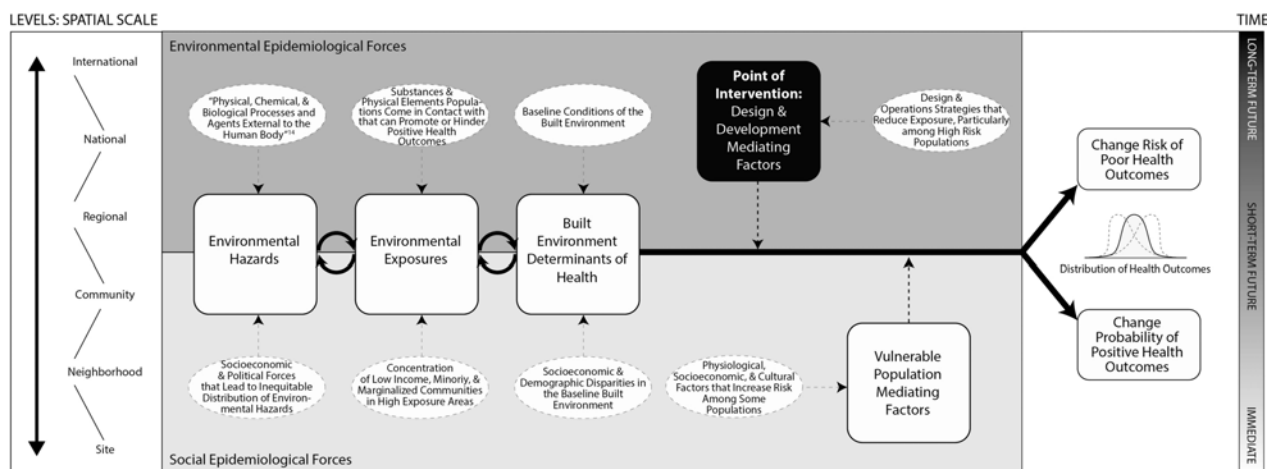 LEVELS: SPATIAL SCALE
TIME
International
National
Regional
Community
Neighborhood
Site
Environmental Epidemiological Forces
"Physical, Chemical, &
Biological Processes and
Agents External to the
Human Body"14
Substances &
Physical Elements Popula-
tions Come in Contact with
that can Promote or Hinder
Positive Health
Outcomes
Baseline Conditions of the
Built Environment
Point of
Intervention:
Design &
Development
Mediating
Factors
Design &
Operations Strategies that
Reduce Exposure, Particularly
among High Risk
Populations
Environmental
Hazards
Environmental
Exposures
Built
Environment
Determinants of
Health
Socioeconomic
& Political Forces
that Lead to Inequitable
Distribution of Environ-
mental Hazards
Concentration
of Low Income, Minoriy, &
Marginalized Communities
in High Exposure Areas
Socioeconomic &
Demographic Disparities in
the Baseline Built
Environment
Physiological,
Socioeconomic, & Cultural
Factors that Increase Risk
Among Some
Populations
Vulnerable
Population
Mediating
Factors
Social Epidemiological Forces
Change Risk of
Poor Health
Outcomes
Distribution of Health Outcomes
Change
Probability of
Positive Health
Outcomes
LONG-TERM FUTURE
SHORT-TERM FUTURE
IMMEDIATE